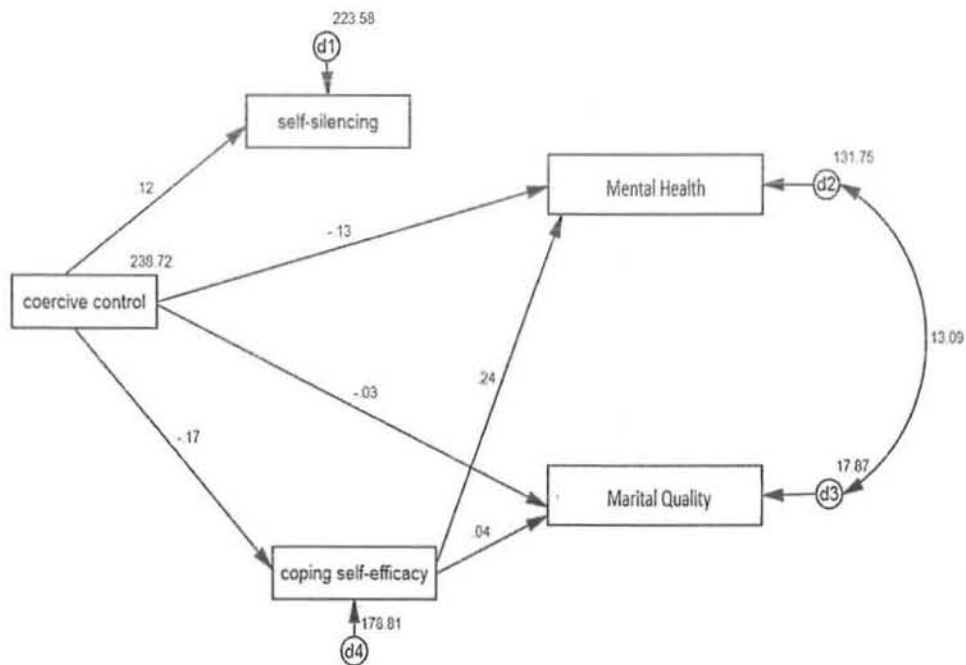 223.58
d1
self-silencing
131.75
Mental Health
d2
.12
-.13
238.72
coercive control
13.09
.24
-.03
-.17
17.87
Marital Quality
d3
.04
coping self-efficacy
178.81
d4